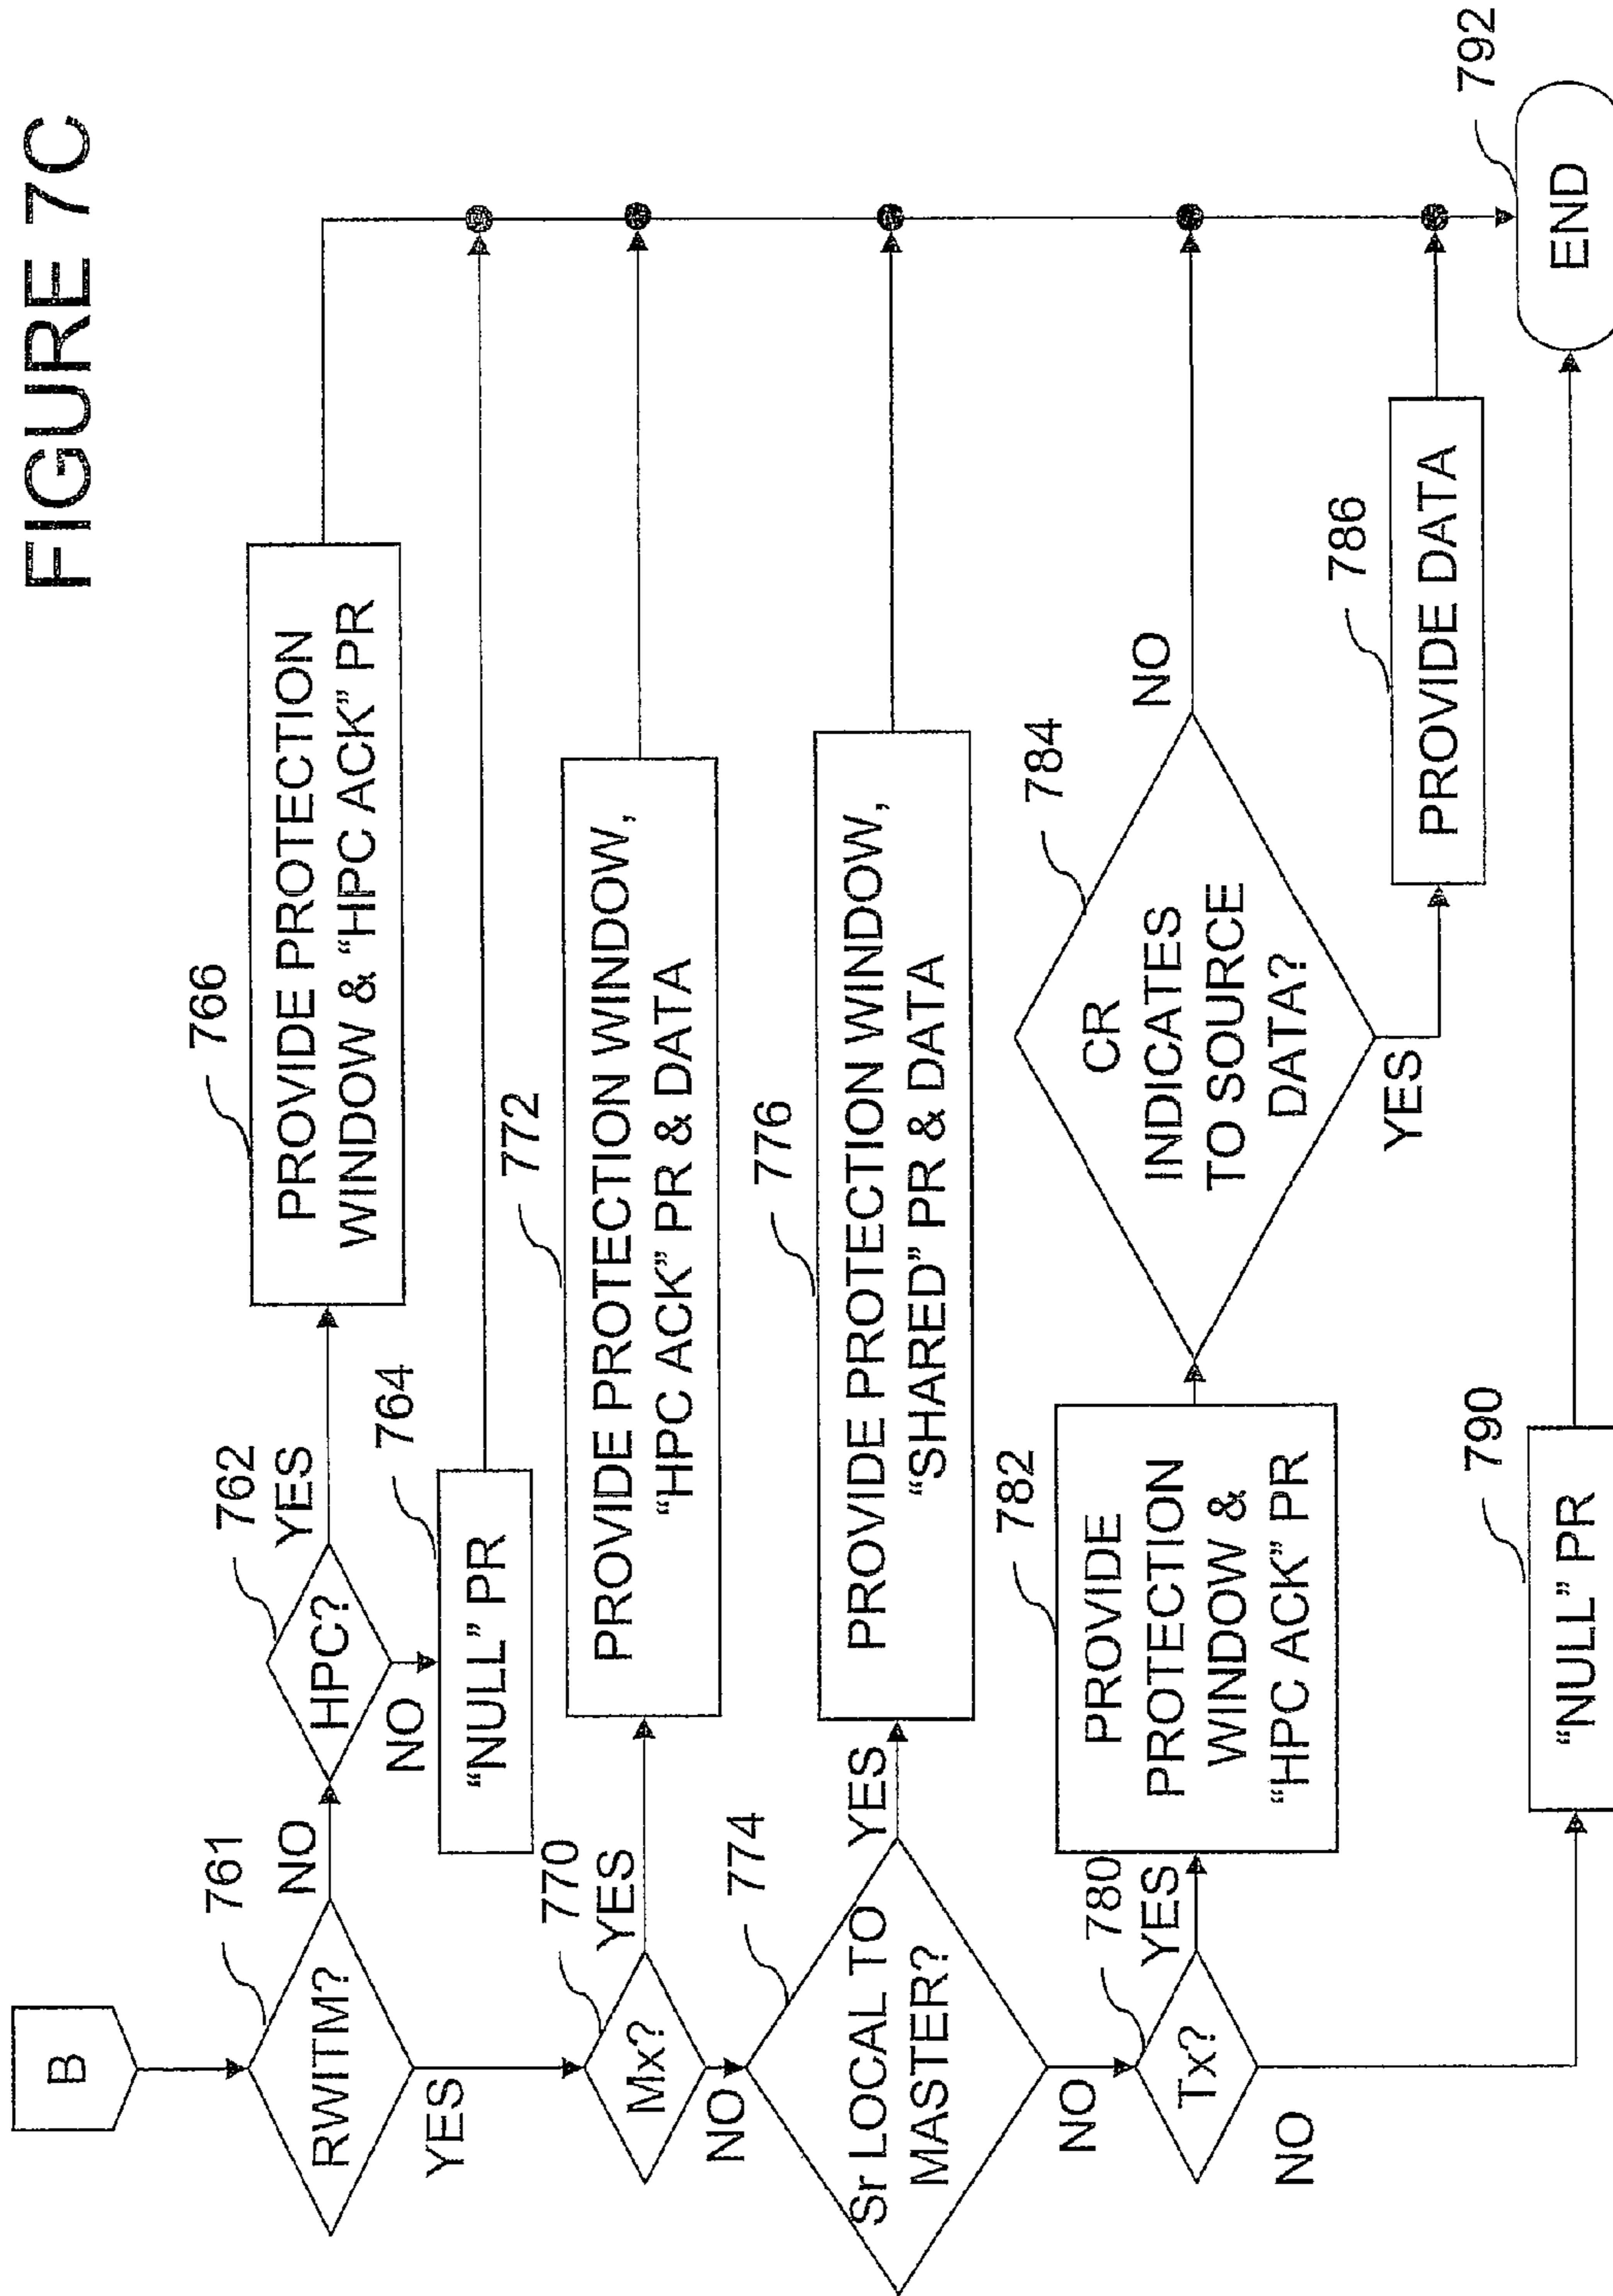 FIGURE 7C
B
761
RWITM?
NO
YES
762
HPC?
YES
NO
766
PROVIDE PROTECTION
WINDOW & “HPC ACK” PR
764
“NULL” PR
770
Mx?
YES
NO
772
PROVIDE PROTECTION WINDOW,
“HPC ACK” PR & DATA
774
Sr LOCAL TO
MASTER?
YES
NO
776
PROVIDE PROTECTION WINDOW,
“SHARED” PR & DATA
780
Tx?
YES
NO
782
PROVIDE
PROTECTION
WINDOW &
“HPC ACK” PR
784
CR
INDICATES
TO SOURCE
DATA?
NO
YES
786
PROVIDE DATA
790
“NULL” PR
792
END